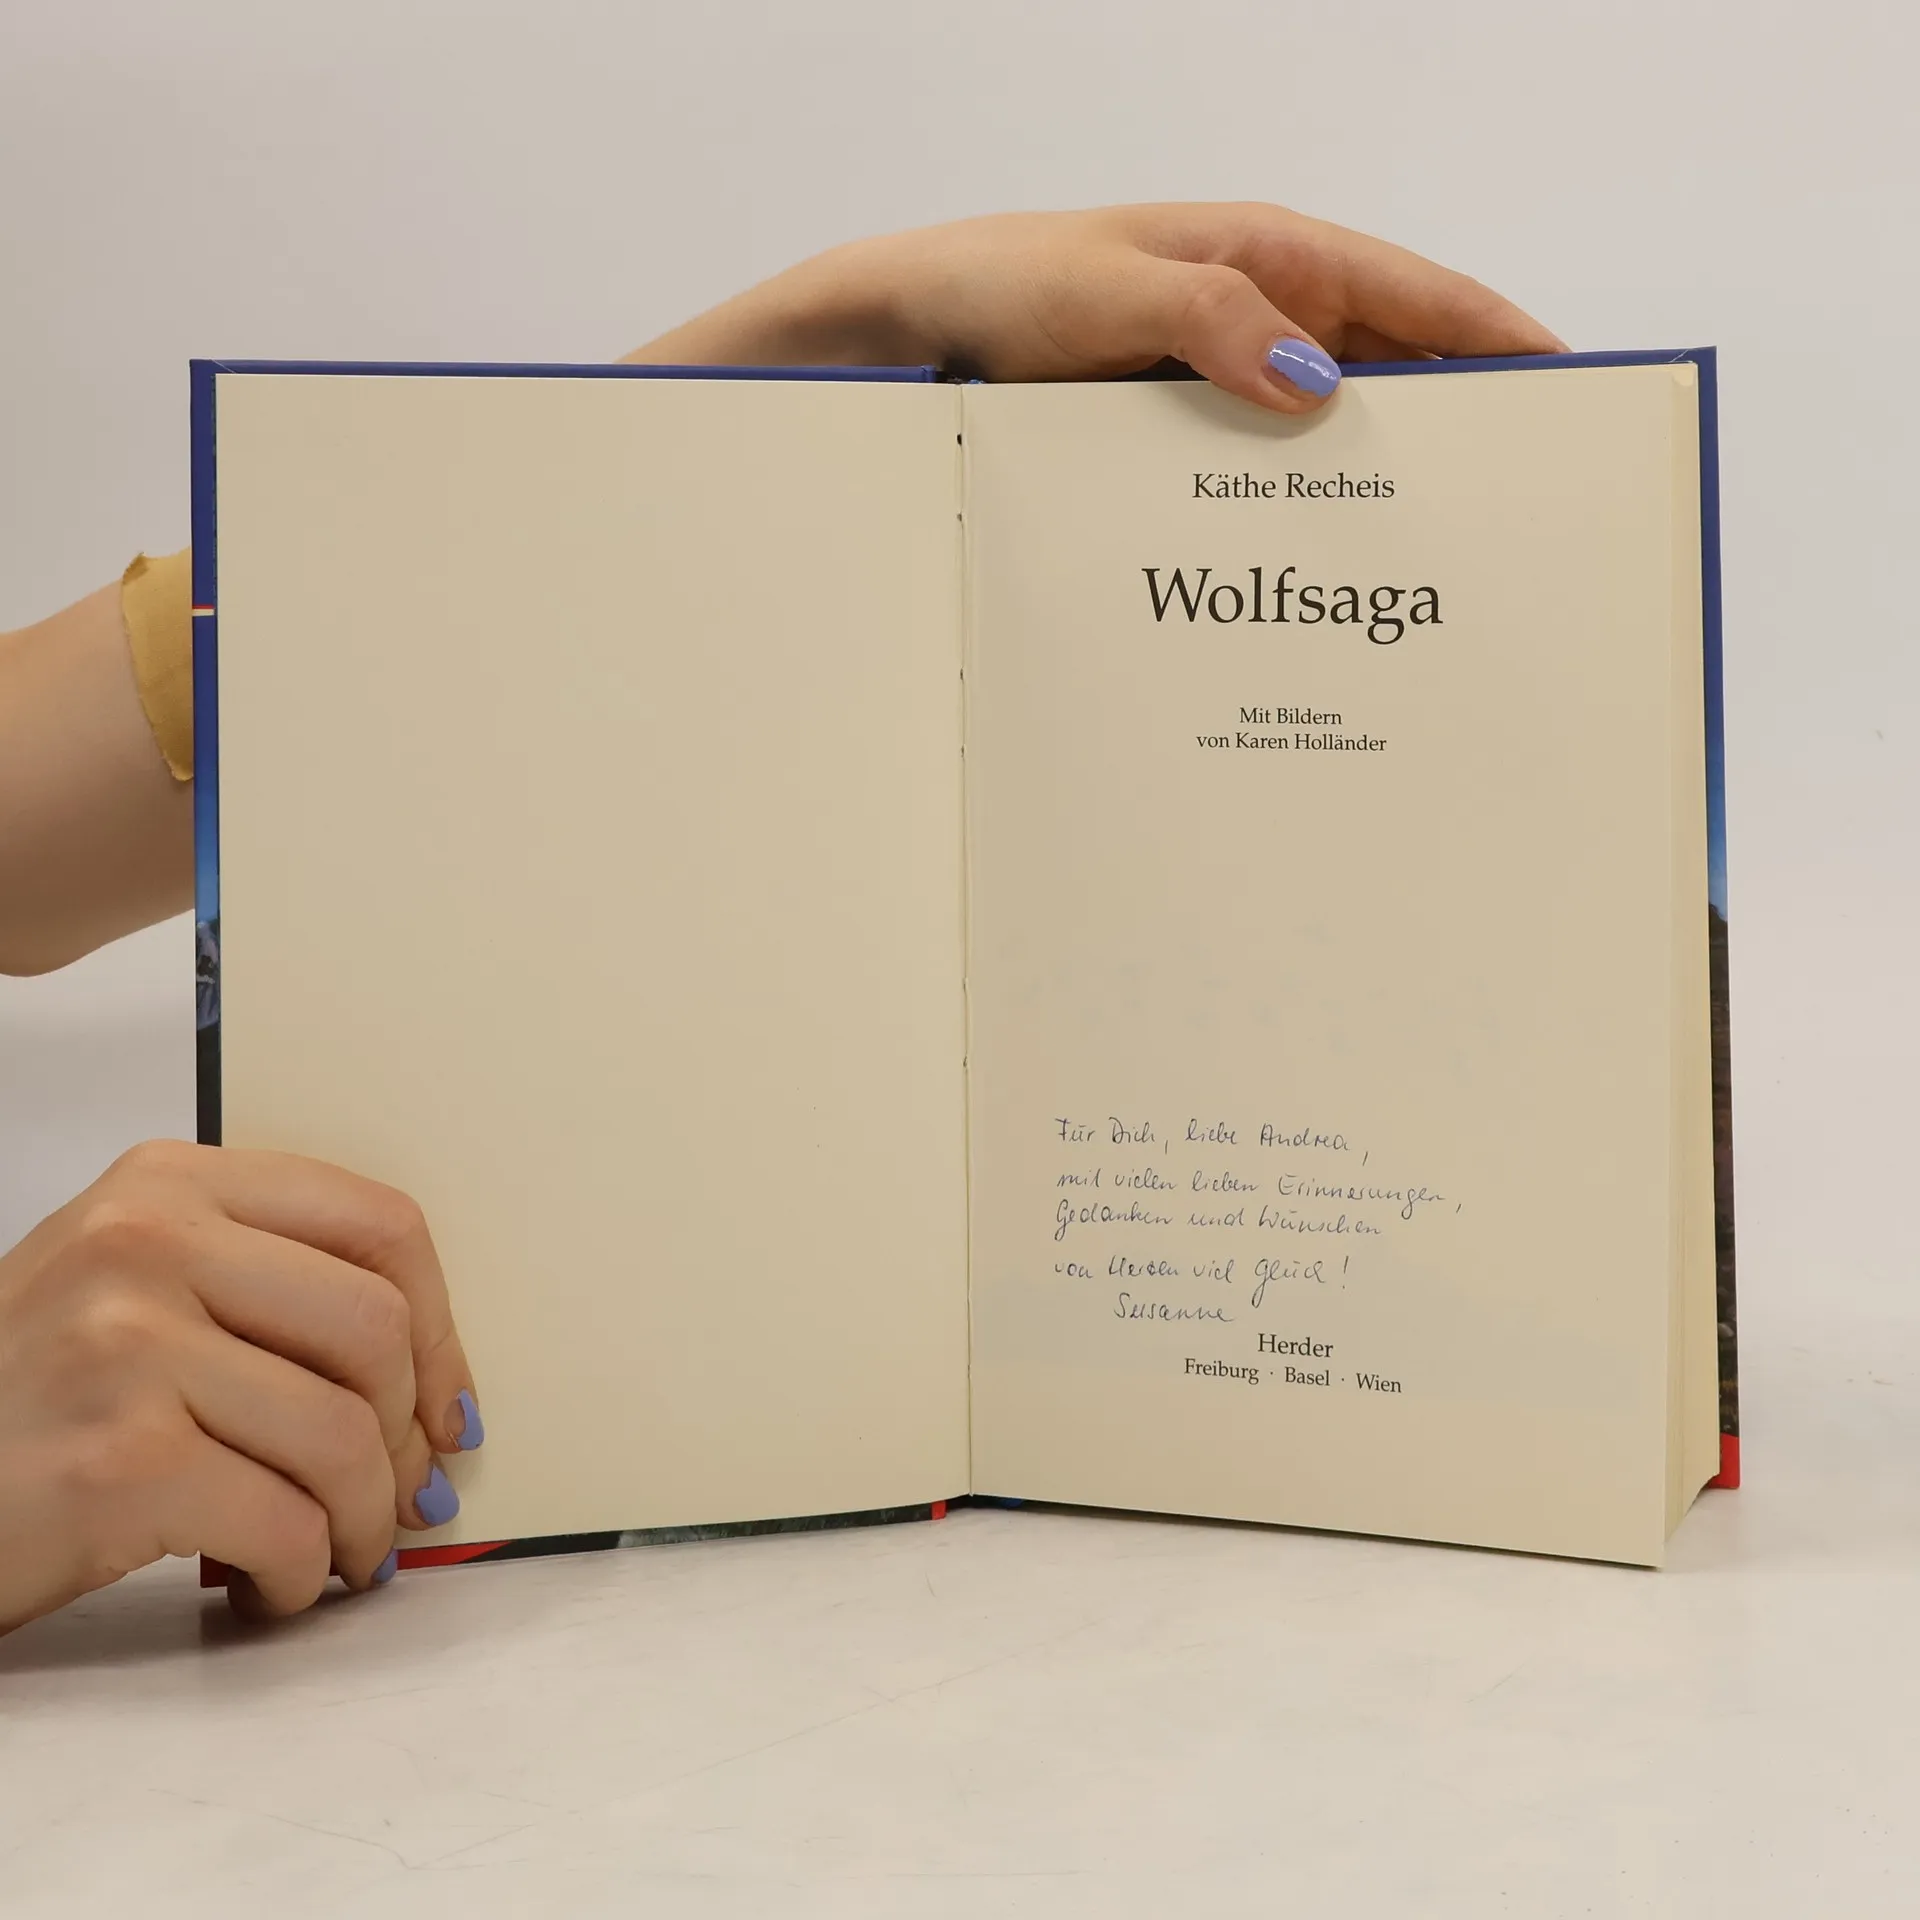 Käthe Recheis
Wolfsaga
Mit Bildern
von Karen Holländer
Für Dich, liebe Andrea,
mit vielen lieben Erinnerungen,
Gedanken und Wünschen
von Herzen viel Glück!
Susanne
Herder
Freiburg · Basel · Wien